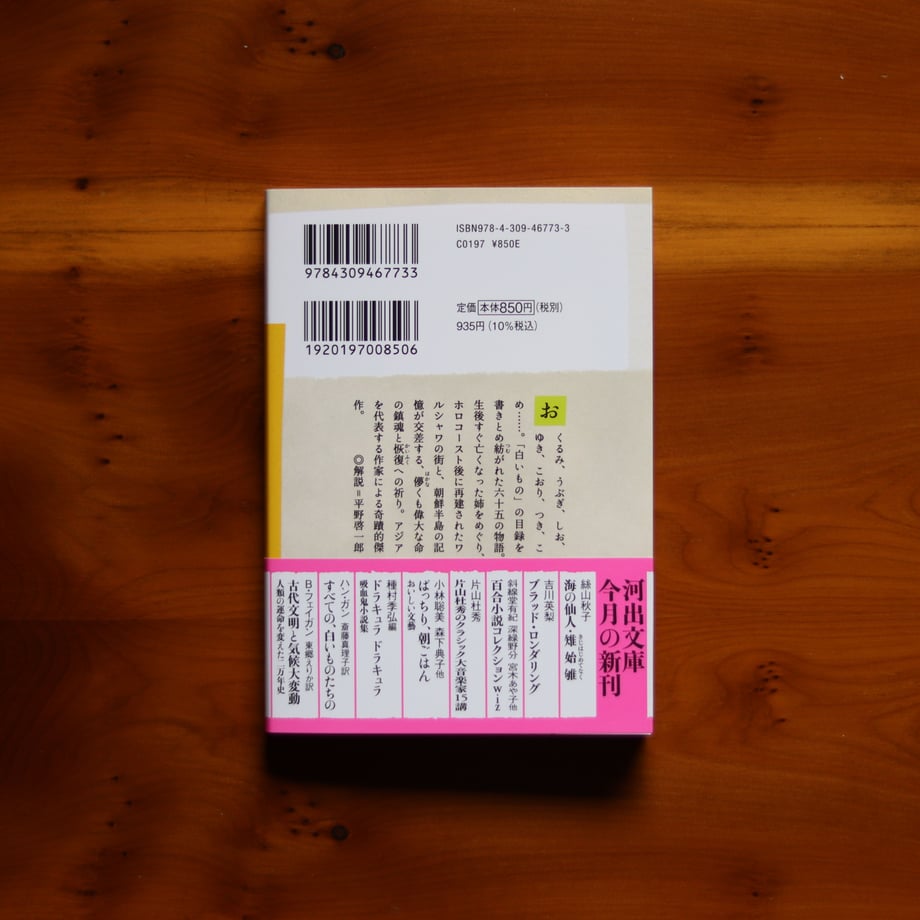 ISBN978-4-309-46773-3
C0197 ¥850E
9784309467733
定価 本体850円(税別)
935円(10%税込)
1920197008506
おくるみ、うぶぎ、しお、
ゆき、こおり、つき、こ
め……。「白いもの」の目録を
書きとめ紡がれた六十五の物語。
生後すぐ亡くなった姉をめぐり、
ホロコースト後に再建されたワ
ルシャワの街と、朝鮮半島の記
憶が交差する、儚くも偉大な命
の鎮魂と恢復への祈り。アジア
を代表する作家による奇蹟的傑
作。 ◎解説=平野啓一郎
つむ
はかな
かいふく
河出文庫
今月の新刊
絲山秋子
海の仙人・雉始雊
きじはじめてなく
吉川英梨
ブラッド・ロンダリング
斜線堂有紀 深緑野分 宮木あや子他
百合小説コレクション wiz
片山杜秀
片山杜秀のクラシック大音楽家15講
小林聡美 森下典子他
ぱっちり、朝ごはん
おいしい文藝
種村季弘編
ドラキュラ ドラキュラ
吸血鬼小説集
ハン・ガン 斎藤真理子訳
すべての、白いものたちの
B・フェイガン 東郷えりか訳
古代文明と気候大変動
人類の運命を変えた二万年史